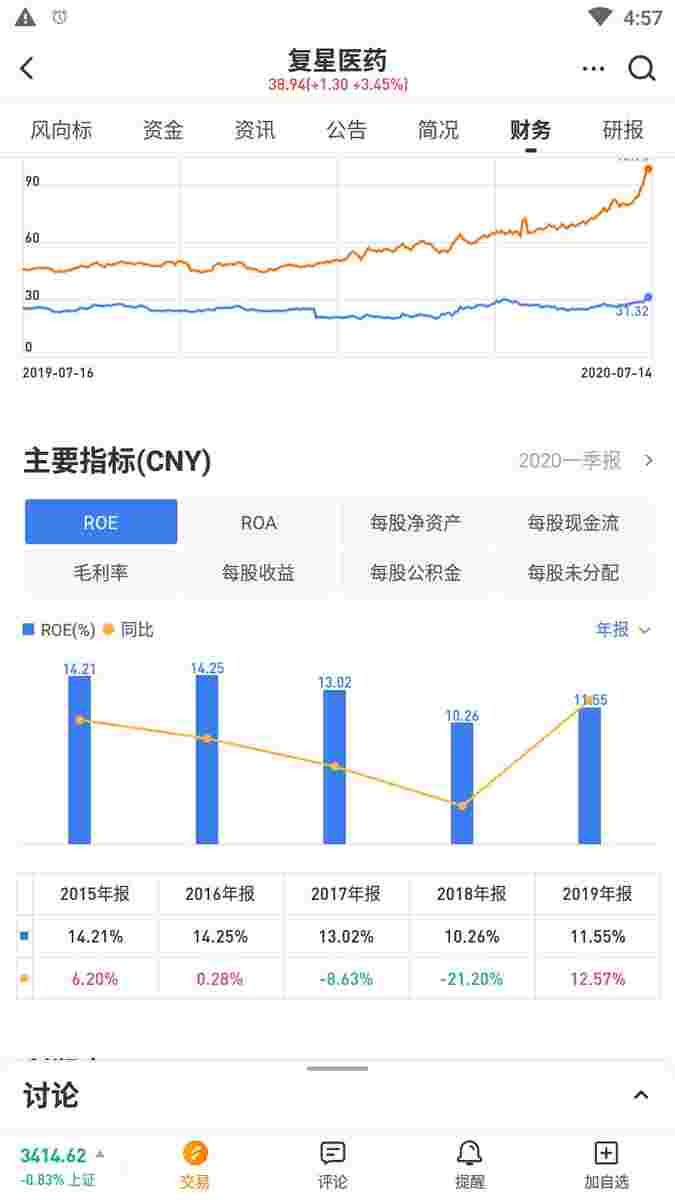 4:57
复星医药
38.94(+1.30 +3.45%)
风向标 资金 资讯 公告 简况 财务 研报
90
60
30
31.32
0
2019-07-16 2020-07-14
主要指标(CNY) 2020一季报
ROE ROA 每股净资产 每股现金流
毛利率 每股收益 每股公积金 每股未分配
ROE(%) 同比 年报
14.21 14.25 13.02 10.26 11.55
2015年报 2016年报 2017年报 2018年报 2019年报
14.21% 14.25% 13.02% 10.26% 11.55%
6.20% 0.28% -8.63% -21.20% 12.57%
讨论
3414.62
-0.83% 上证
交易 评论 提醒 加自选